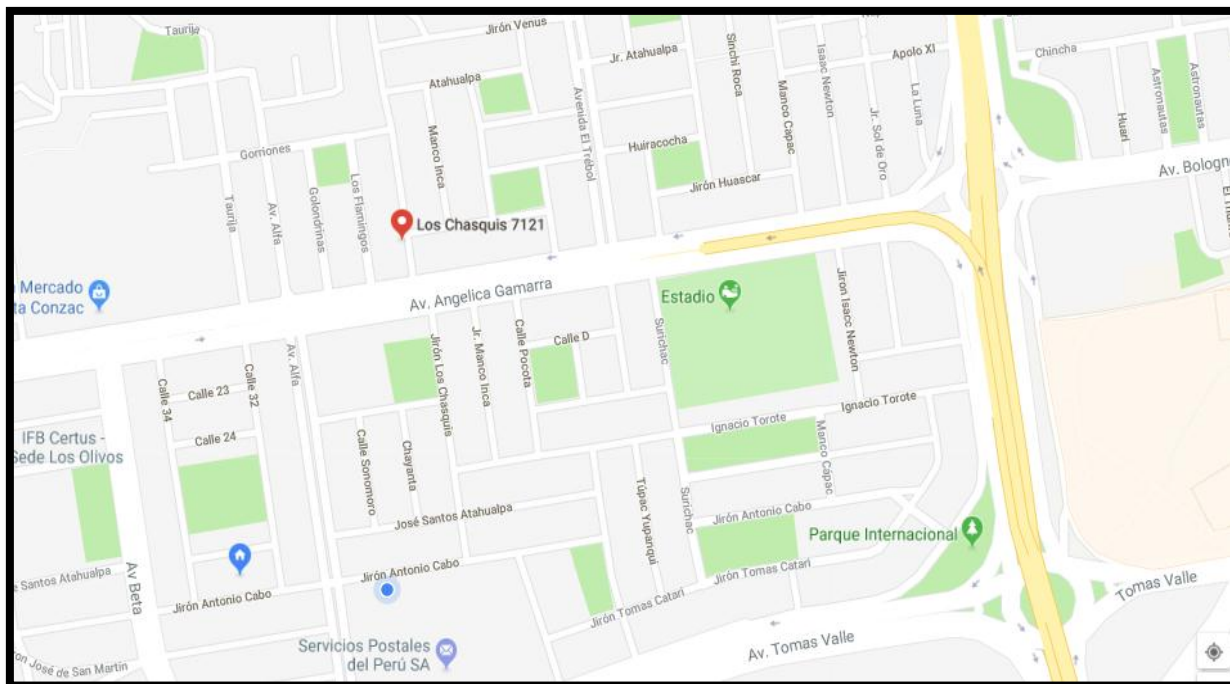 Taurija
Jirón Venus
Jr. Atahualpa
Sinchi Roca
Isaac Newton
Apolo XI
Chincha
Astronautas
Astronautas
Atahualpa
Avenida El Trébol
Manco Capac
La Luna
Jr. Sol de Oro
Huari
Manco Inca
Huiracocha
Gorriones
Av. Bologn
Jirón Huascar
Los Flamingos
Golondrinas
Av. Alfa
Taurija
Los Chasquis 7121
Mercado
ta Conzac
Av. Angelica Gamarra
Estadio
Jiron Isacc Newton
Surichac
Calle D
Calle Pocota
Jr. Manco Inca
Jirón Los Chasquis
Av. Alfa
Calle 32
Calle 23
Calle 34
Calle 24
IFB Certus -
Sede Los Olivos
Ignacio Torote
Ignacio Torote
Manco Cápac
Chayanta
Calle Sonomoro
Túpac Yupanqui
Surichac
José Santos Atahualpa
Jirón Antonio Cabo
Parque Internacional
Santos Atahualpa
Av Beta
Jirón Antonio Cabo
Jirón Antonio Cabo
Jirón Tomas Catari
Jirón Tomas Catari
Tomas Valle
Av. Tomas Valle
Servicios Postales
del Perú SA
José de San Martin